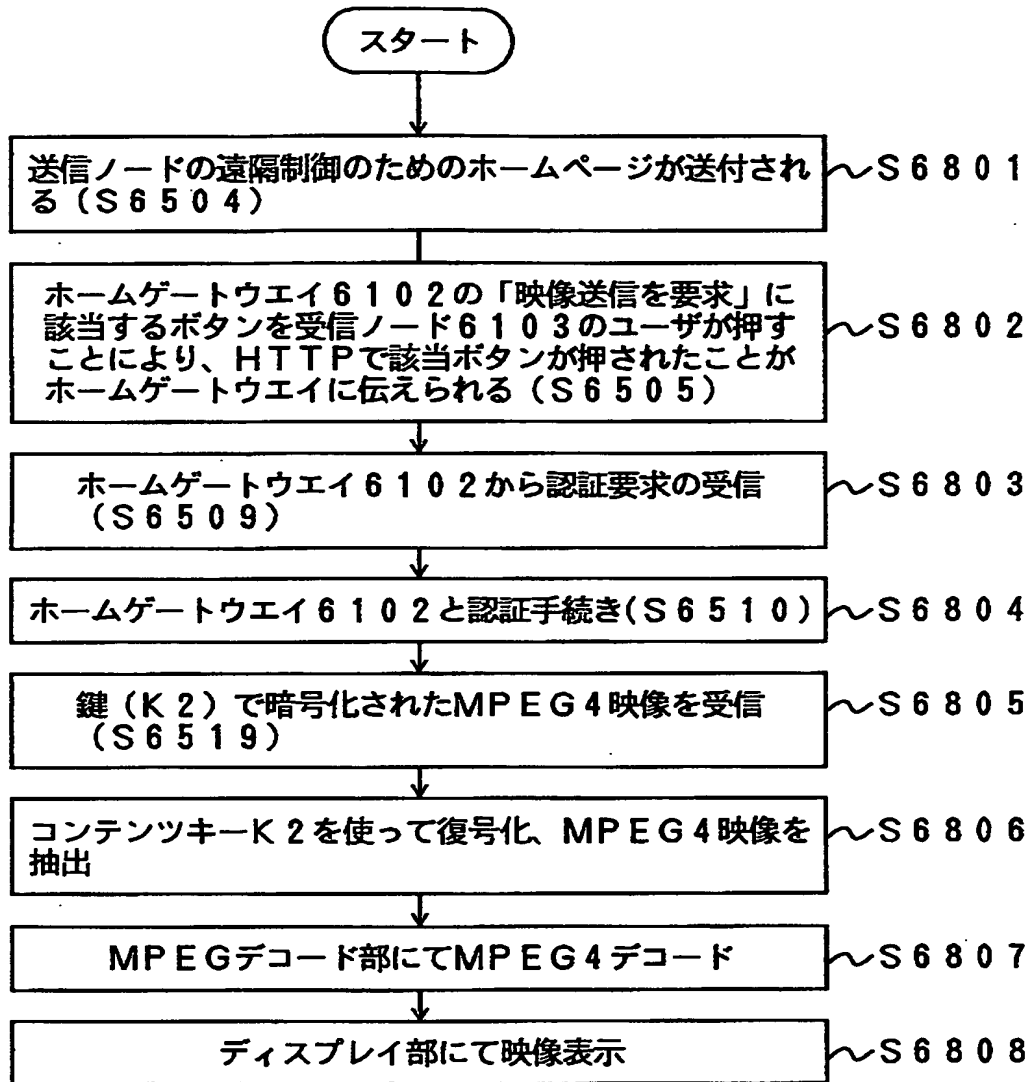 スタート
送信ノードの遠隔制御のためのホームページが送付され
る(S6504)
S6801
ホームゲートウエイ6102の「映像送信を要求」に
該当するボタンを受信ノード6103のユーザが押す
ことにより、HTTPで該当ボタンが押されたことが
ホームゲートウエイに伝えられる(S6505)
S6802
ホームゲートウエイ6102から認証要求の受信
(S6509)
S6803
ホームゲートウエイ6102と認証手続き(S6510)
S6804
鍵(K2)で暗号化されたMPEG4映像を受信
(S6519)
S6805
コンテンツキーK2を使って復号化、MPEG4映像を
抽出
S6806
MPEGデコード部にてMPEG4デコード
S6807
ディスプレイ部にて映像表示
S6808